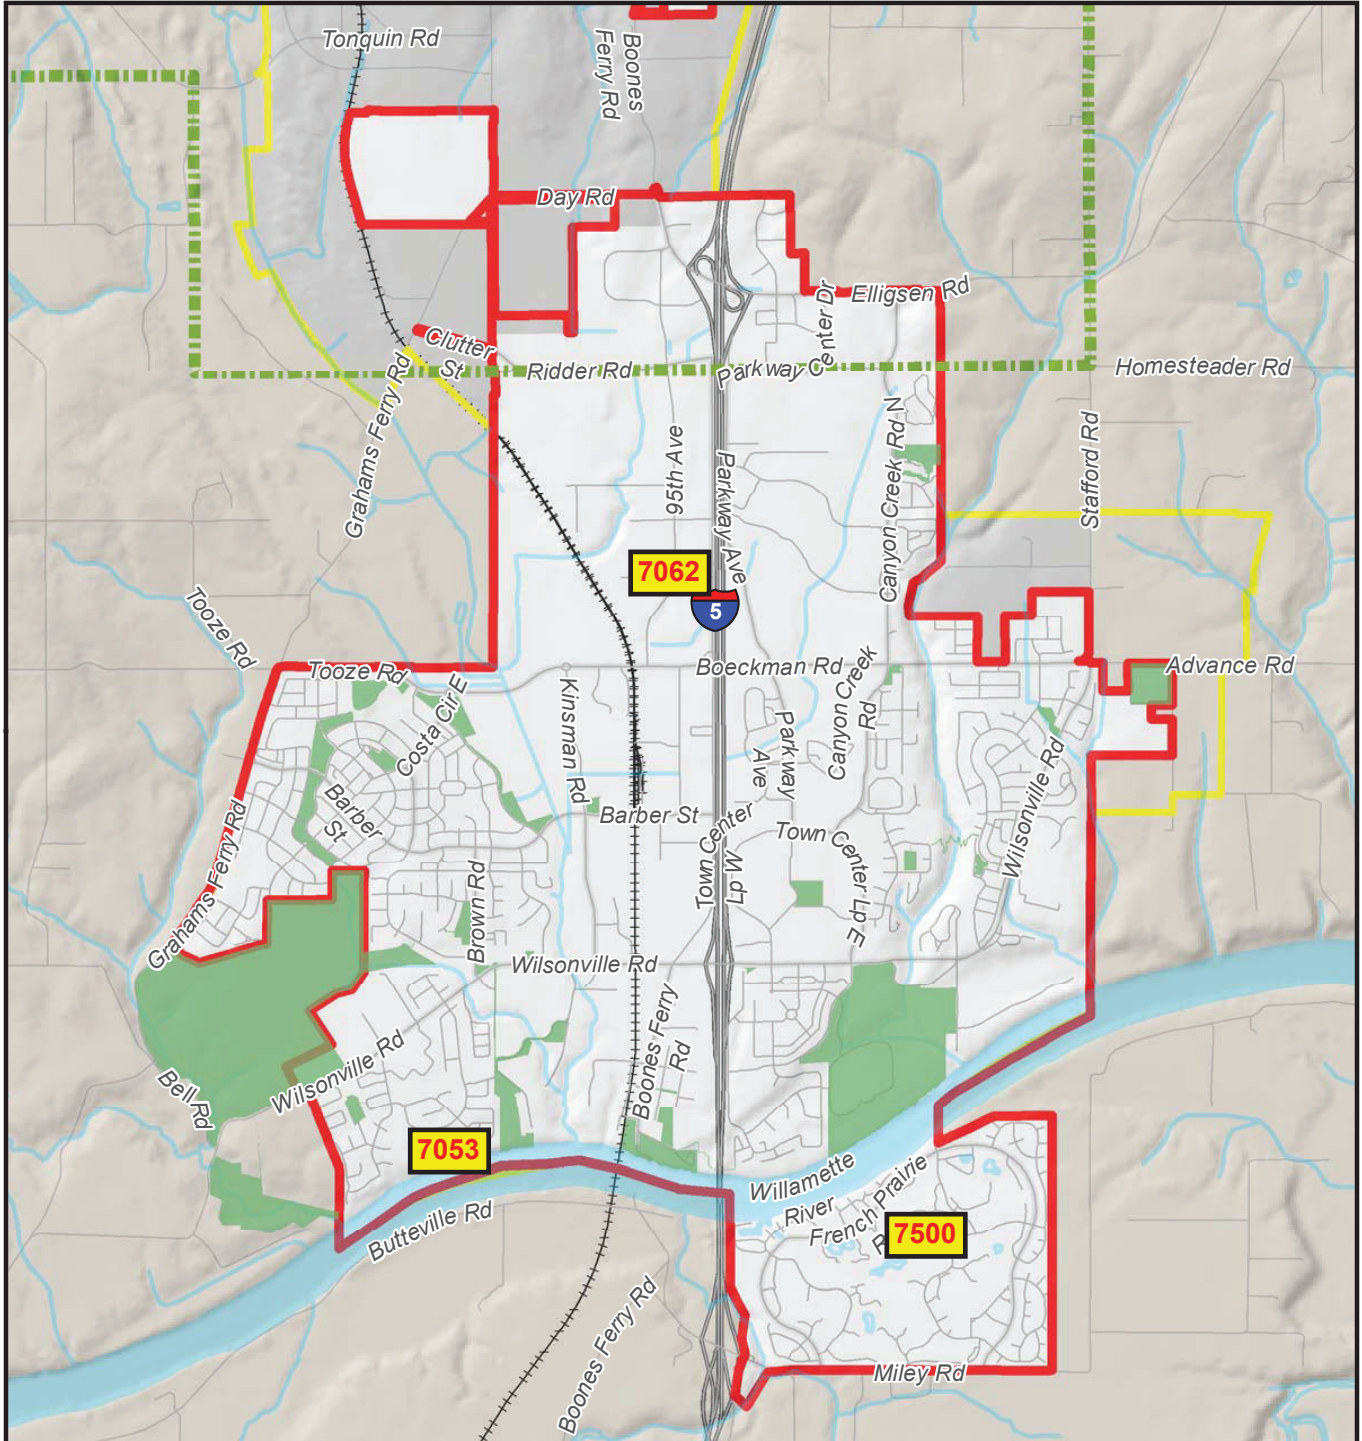 Tonquin Rd
Boones
Ferry Rd
Day Rd
Elligsen Rd
Clutter
St
Ridder Rd
Parkway Center Dr
Homesteader Rd
Grahams Ferry Rd
95th Ave
Parkway Ave
Canyon Creek Rd N
Stafford Rd
7062
5
Tooze Rd
Tooze Rd
Boeckman Rd
Advance Rd
Costa Cir E
Kinsman Rd
Canyon Creek
Rd
Parkway
Ave
Wilsonville Rd
Barber
St
Barber St
Town Center
Lp W
Town Center Lp E
Grahams Ferry Rd
Brown Rd
Wilsonville Rd
Boones Ferry
Rd
Wilsonville Rd
Bell Rd
7053
Willamette
River
French Prairie
7500
Butteville Rd
Boones Ferry Rd
Miley Rd